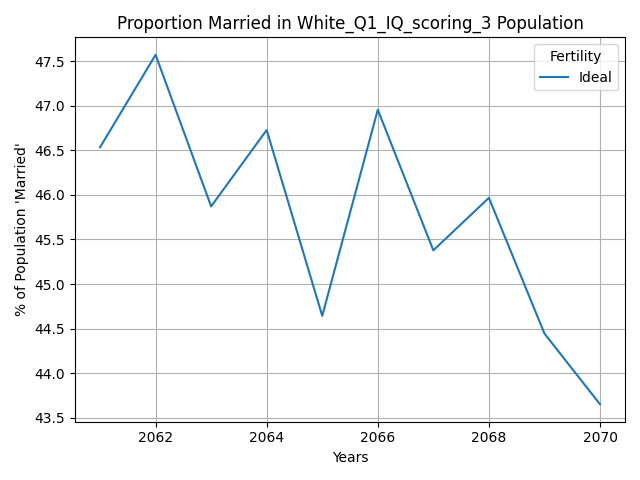 Proportion Married in White_Q1_IQ_scoring_3 Population
Fertility
Ideal
47.5
47.0
46.5
46.0
45.5
45.0
44.5
44.0
43.5
% of Population 'Married'
2062 2064 2066 2068 2070
Years